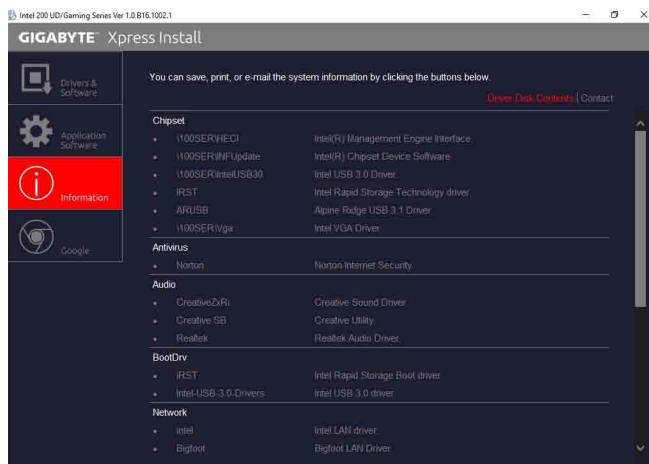 Intel 200 UD/Gaming Series Ver 1.0 B16.1002.1
GIGABYTE™ Xpress Install
Drivers & Software
Application Software
Information
Google
You can save, print, or e-mail the system information by clicking the buttons below.
Driver Disk Contents | Contact
Chipset
• \100SER\HECI Intel(R) Management Engine Interface
• \100SER\INFUpdate Intel(R) Chipset Device Software
• \100SER\IntelUSB30 Intel USB 3.0 Driver
• IRST Intel Rapid Storage Technology driver
• ARUSB Alpine Ridge USB 3.1 Driver
• \100SER\Vga Intel VGA Driver
Antivirus
• Norton Norton Internet Security
Audio
• CreativeZxRi Creative Sound Driver
• Creative SB Creative Utility
• Realtek Realtek Audio Driver
BootDrv
• iRST Intel Rapid Storage Boot driver
• Intel-USB-3.0-Drivers Intel USB 3.0 driver
Network
• intel Intel LAN driver
• Bigfoot Bigfoot LAN Driver